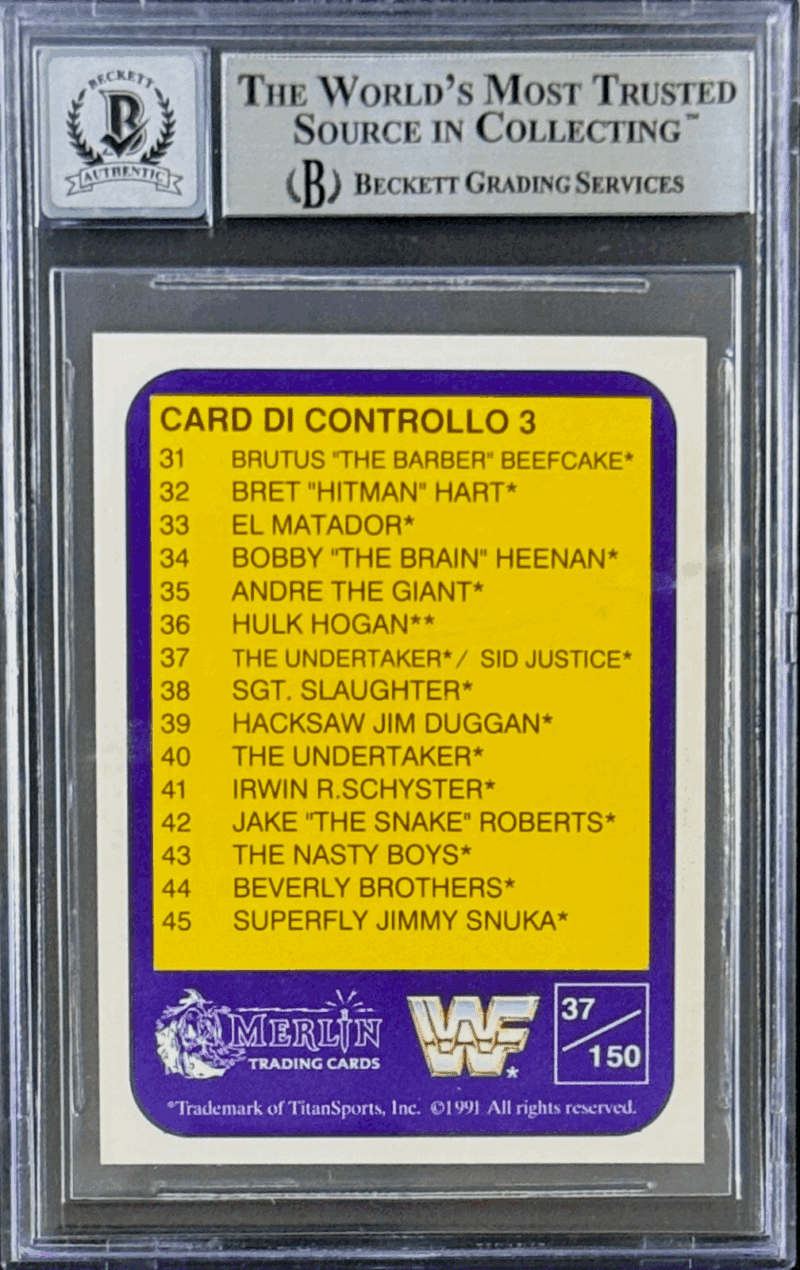 BECKETT
B
AUTHENTIC
THE WORLD'S MOST TRUSTED
SOURCE IN COLLECTING™
(B) BECKETT GRADING SERVICES
CARD DI CONTROLLO 3
31 BRUTUS "THE BARBER" BEEFCAKE*
32 BRET "HITMAN" HART*
33 EL MATADOR*
34 BOBBY "THE BRAIN" HEENAN*
35 ANDRE THE GIANT*
36 HULK HOGAN**
37 THE UNDERTAKER*/ SID JUSTICE*
38 SGT. SLAUGHTER*
39 HACKSAW JIM DUGGAN*
40 THE UNDERTAKER*
41 IRWIN R.SCHYSTER*
42 JAKE "THE SNAKE" ROBERTS*
43 THE NASTY BOYS*
44 BEVERLY BROTHERS*
45 SUPERFLY JIMMY SNUKA*
MERLIN
TRADING CARDS
WF*
37/150
*Trademark of TitanSports, Inc. ©1991 All rights reserved.